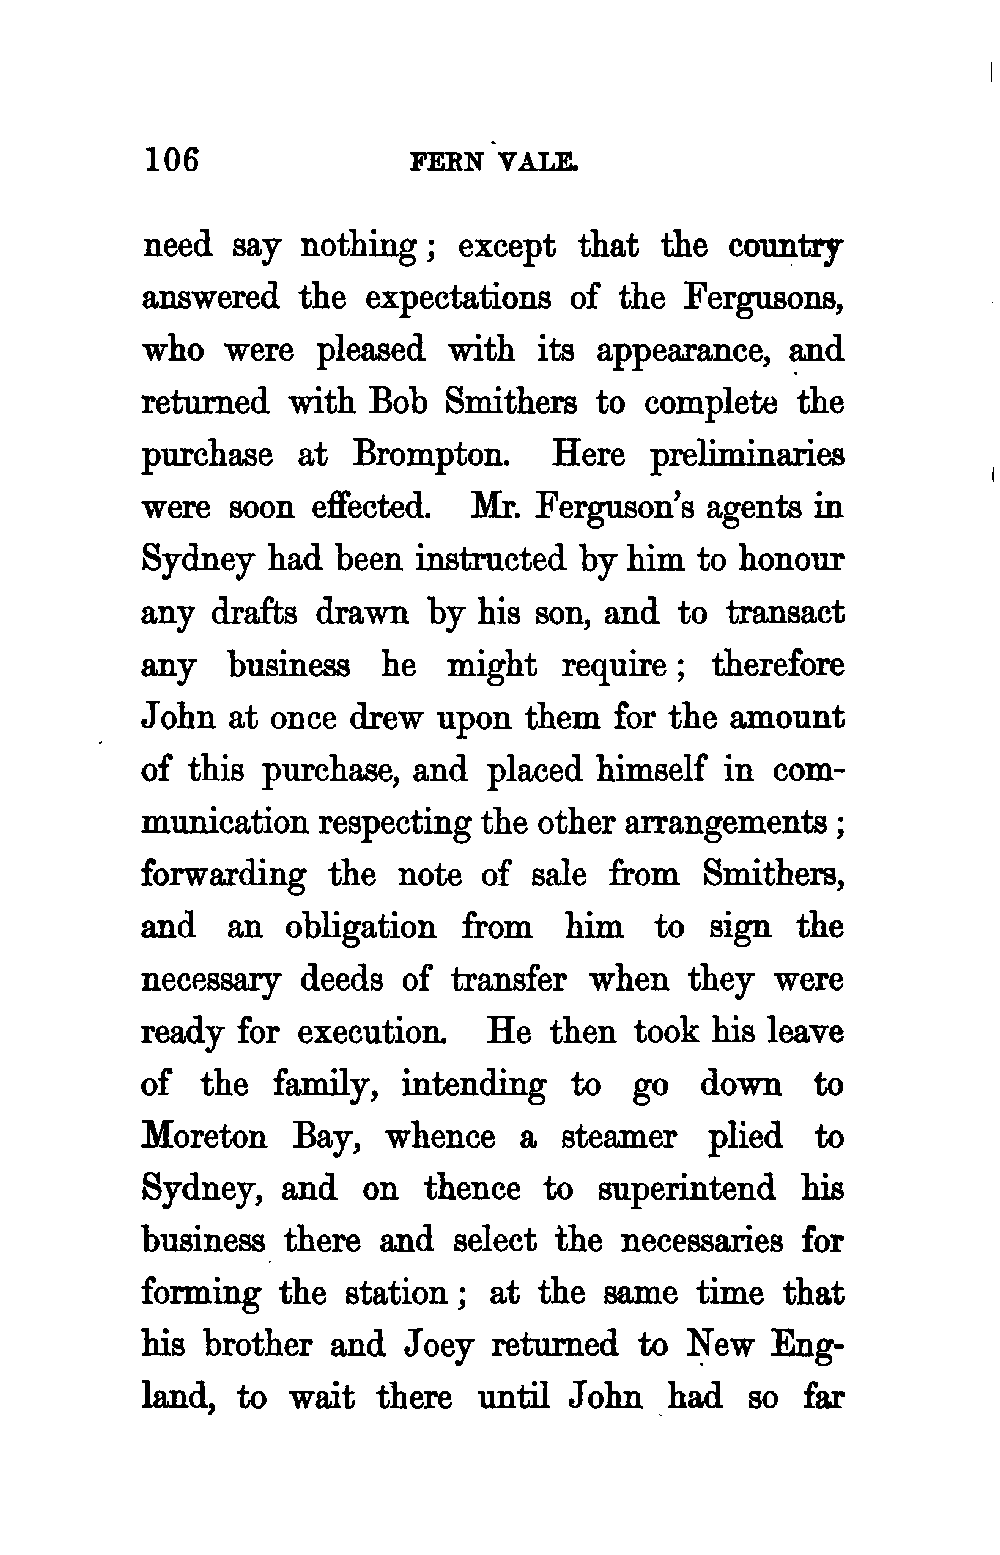 106 FERN VALE.
need say nothing; except that the country
answered the expectations of the Fergusons,
who were pleased with its appearance, and
returned with Bob Smithers to complete the
purchase at Brompton. Here preliminaries
were soon effected. Mr. Ferguson's agents in
Sydney had been instructed by him to honour
any drafts drawn by his son, and to transact
any business he might require; therefore
John at once drew upon them for the amount
of this purchase, and placed himself in com-
munication respecting the other arrangements;
forwarding the note of sale from Smithers,
and an obligation from him to sign the
necessary deeds of transfer when they were
ready for execution. He then took his leave
of the family, intending to go down to
Moreton Bay, whence a steamer plied to
Sydney, and on thence to superintend his
business there and select the necessaries for
forming the station; at the same time that
his brother and Joey returned to New Eng-
land, to wait there until John had so far